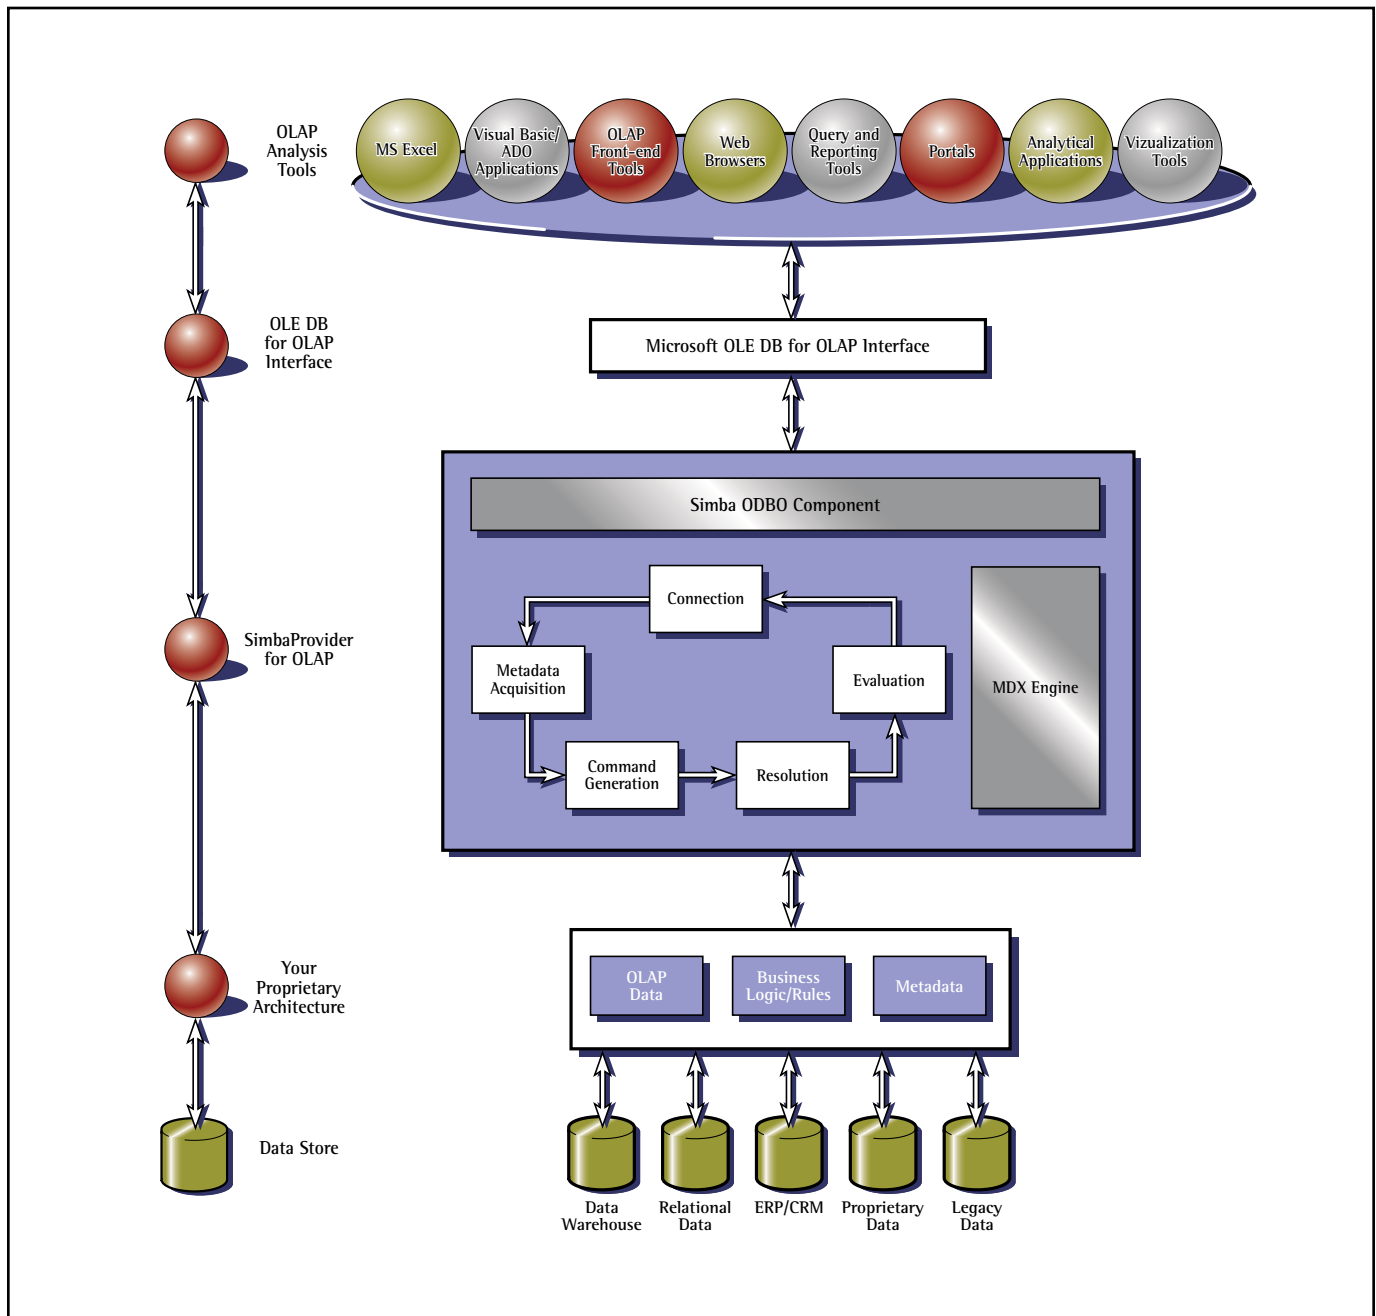 OLAP
Analysis
Tools
MS Excel
Visual Basic/
ADO
Applications
OLAP
Front-end
Tools
Web
Browsers
Query and
Reporting
Tools
Portals
Analytical
Applications
Vizualization
Tools
OLE DB
for OLAP
Interface
Microsoft OLE DB for OLAP Interface
Simba ODBO Component
Connection
SimbaProvider
for OLAP
Metadata
Acquisition
Evaluation
MDX Engine
Command
Generation
Resolution
Your
Proprietary
Architecture
OLAP
Data
Business
Logic/Rules
Metadata
Data Store
Data
Warehouse
Relational
Data
ERP/CRM
Proprietary
Data
Legacy
Data